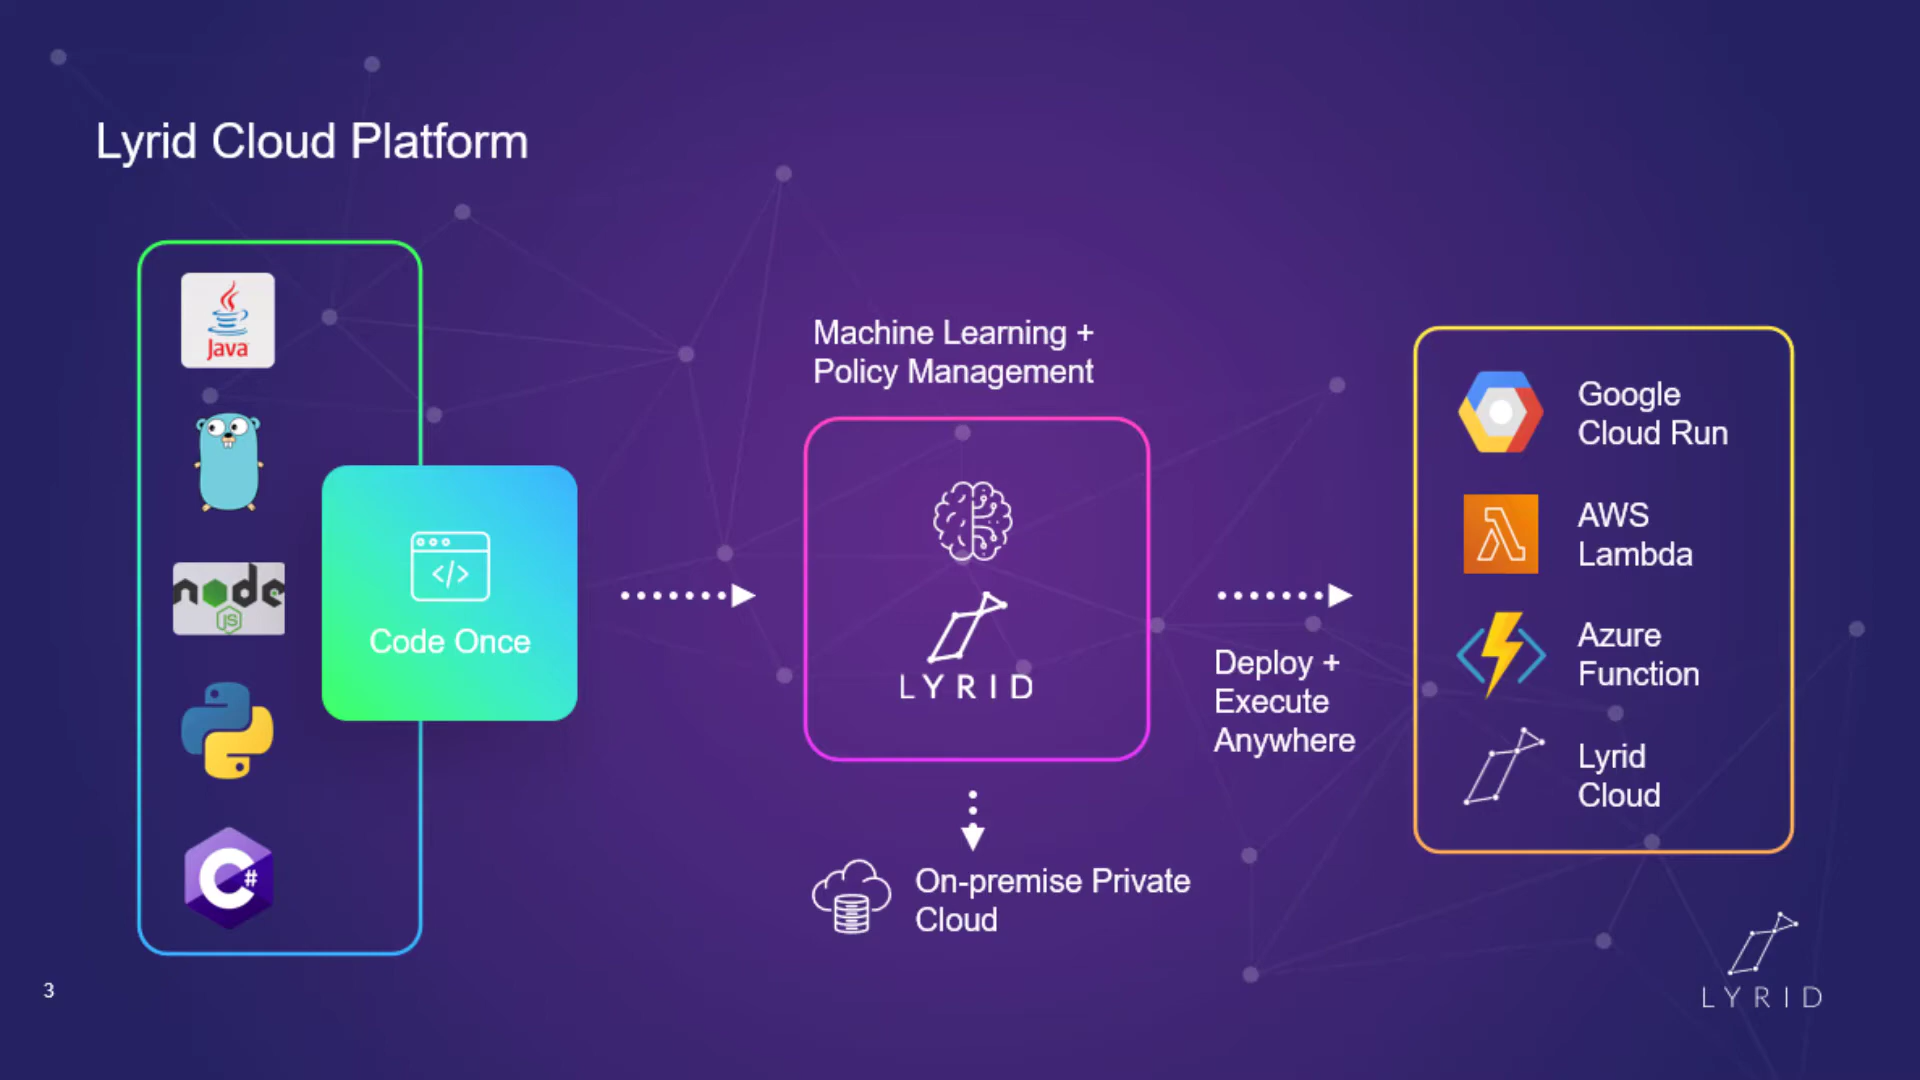 Lyrid Cloud Platform
Java
node
JS
C#
</>
Code Once
Machine Learning +
Policy Management
LYRID
On-premise Private
Cloud
Deploy +
Execute
Anywhere
Google
Cloud Run
AWS
Lambda
Azure
Function
Lyrid
Cloud
3
LYRID